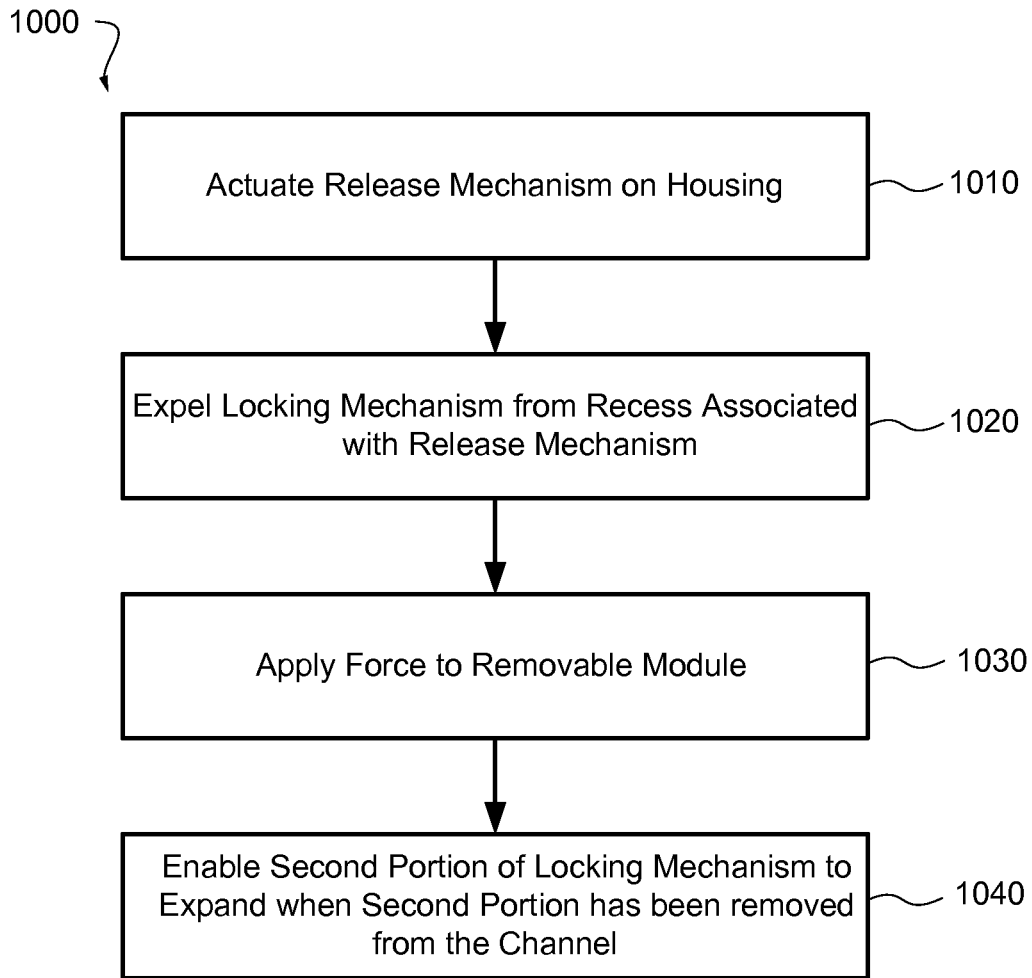 1000
Actuate Release Mechanism on Housing
1010
Expel Locking Mechanism from Recess Associated
with Release Mechanism
1020
Apply Force to Removable Module
1030
Enable Second Portion of Locking Mechanism to
Expand when Second Portion has been removed
from the Channel
1040